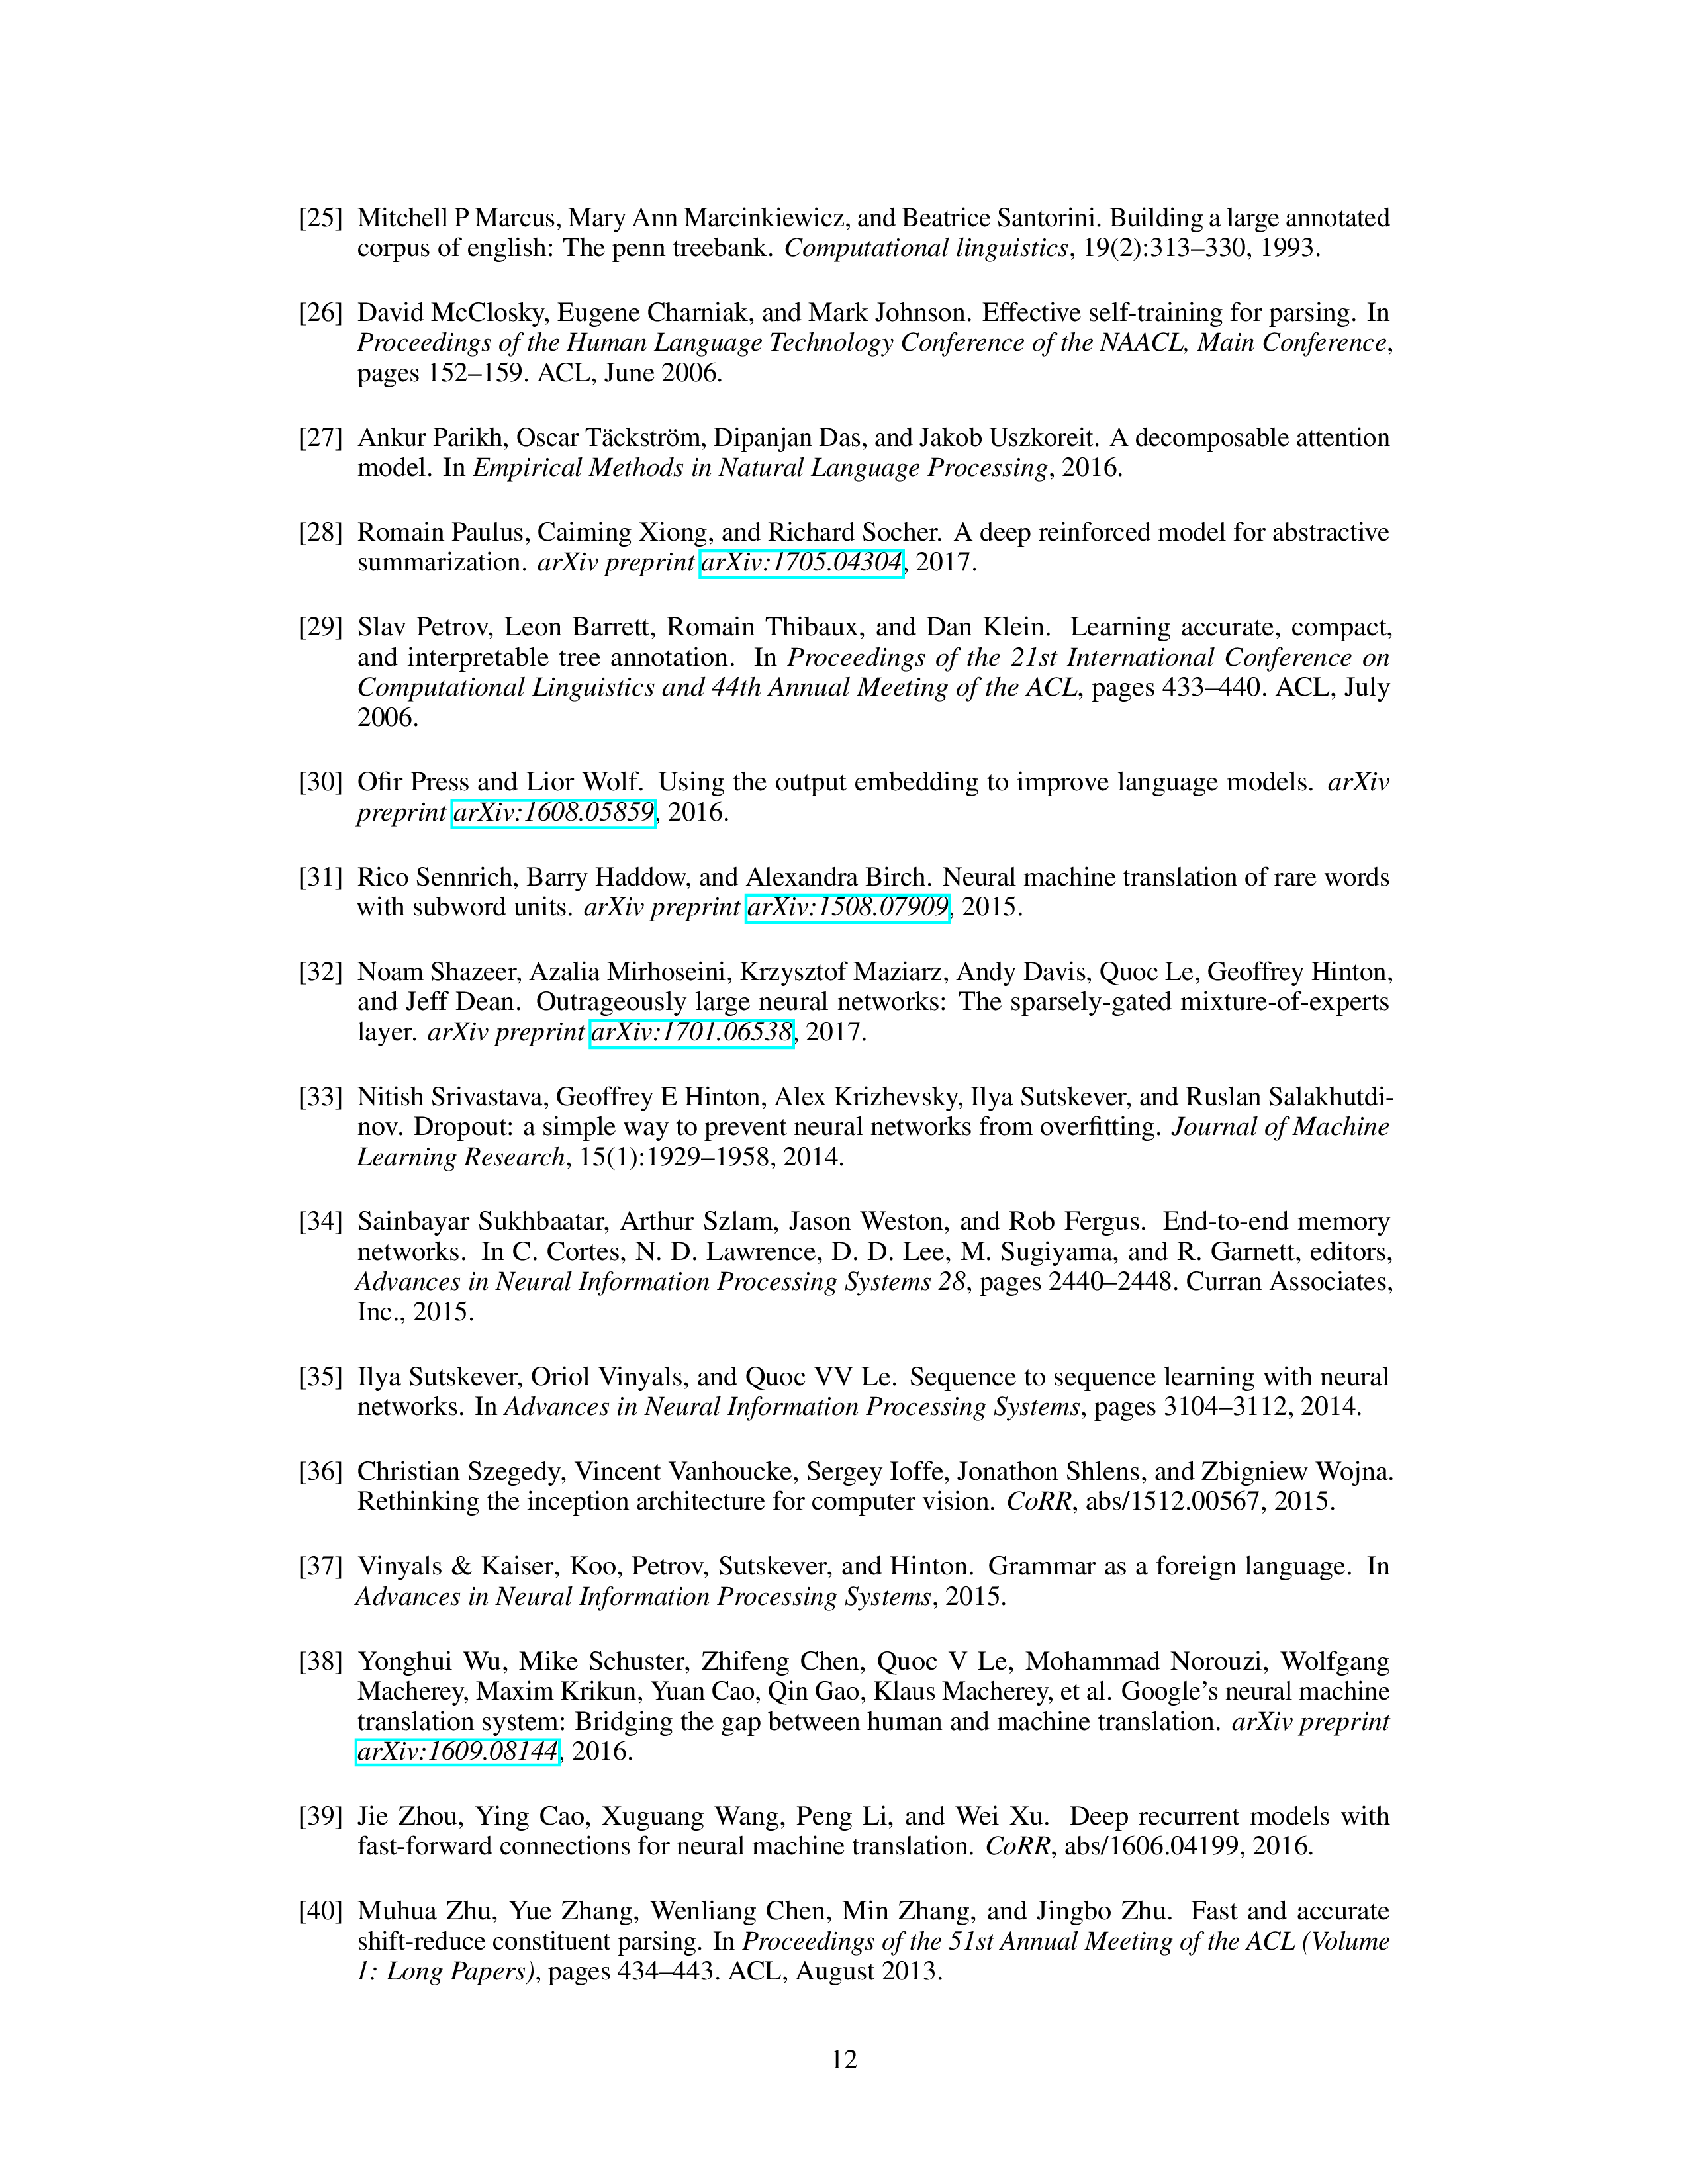 [25] Mitchell P Marcus, Mary Ann Marcinkiewicz, and Beatrice Santorini. Building a large annotated
corpus of english: The penn treebank. Computational linguistics, 19(2):313–330, 1993.
[26] David McClosky, Eugene Charniak, and Mark Johnson. Effective self-training for parsing. In
Proceedings of the Human Language Technology Conference of the NAACL, Main Conference,
pages 152–159. ACL, June 2006.
[27] Ankur Parikh, Oscar Täckström, Dipanjan Das, and Jakob Uszkoreit. A decomposable attention
model. In Empirical Methods in Natural Language Processing, 2016.
[28] Romain Paulus, Caiming Xiong, and Richard Socher. A deep reinforced model for abstractive
summarization. arXiv preprint arXiv:1705.04304, 2017.
[29] Slav Petrov, Leon Barrett, Romain Thibaux, and Dan Klein. Learning accurate, compact,
and interpretable tree annotation. In Proceedings of the 21st International Conference on
Computational Linguistics and 44th Annual Meeting of the ACL, pages 433–440. ACL, July
2006.
[30] Ofir Press and Lior Wolf. Using the output embedding to improve language models. arXiv
preprint arXiv:1608.05859, 2016.
[31] Rico Sennrich, Barry Haddow, and Alexandra Birch. Neural machine translation of rare words
with subword units. arXiv preprint arXiv:1508.07909, 2015.
[32] Noam Shazeer, Azalia Mirhoseini, Krzysztof Maziarz, Andy Davis, Quoc Le, Geoffrey Hinton,
and Jeff Dean. Outrageously large neural networks: The sparsely-gated mixture-of-experts
layer. arXiv preprint arXiv:1701.06538, 2017.
[33] Nitish Srivastava, Geoffrey E Hinton, Alex Krizhevsky, Ilya Sutskever, and Ruslan Salakhutdi-
nov. Dropout: a simple way to prevent neural networks from overfitting. Journal of Machine
Learning Research, 15(1):1929–1958, 2014.
[34] Sainbayar Sukhbaatar, Arthur Szlam, Jason Weston, and Rob Fergus. End-to-end memory
networks. In C. Cortes, N. D. Lawrence, D. D. Lee, M. Sugiyama, and R. Garnett, editors,
Advances in Neural Information Processing Systems 28, pages 2440–2448. Curran Associates,
Inc., 2015.
[35] Ilya Sutskever, Oriol Vinyals, and Quoc VV Le. Sequence to sequence learning with neural
networks. In Advances in Neural Information Processing Systems, pages 3104–3112, 2014.
[36] Christian Szegedy, Vincent Vanhoucke, Sergey Ioffe, Jonathon Shlens, and Zbigniew Wojna.
Rethinking the inception architecture for computer vision. CoRR, abs/1512.00567, 2015.
[37] Vinyals & Kaiser, Koo, Petrov, Sutskever, and Hinton. Grammar as a foreign language. In
Advances in Neural Information Processing Systems, 2015.
[38] Yonghui Wu, Mike Schuster, Zhifeng Chen, Quoc V Le, Mohammad Norouzi, Wolfgang
Macherey, Maxim Krikun, Yuan Cao, Qin Gao, Klaus Macherey, et al. Google's neural machine
translation system: Bridging the gap between human and machine translation. arXiv preprint
arXiv:1609.08144, 2016.
[39] Jie Zhou, Ying Cao, Xuguang Wang, Peng Li, and Wei Xu. Deep recurrent models with
fast-forward connections for neural machine translation. CoRR, abs/1606.04199, 2016.
[40] Muhua Zhu, Yue Zhang, Wenliang Chen, Min Zhang, and Jingbo Zhu. Fast and accurate
shift-reduce constituent parsing. In Proceedings of the 51st Annual Meeting of the ACL (Volume
1: Long Papers), pages 434–443. ACL, August 2013.
12